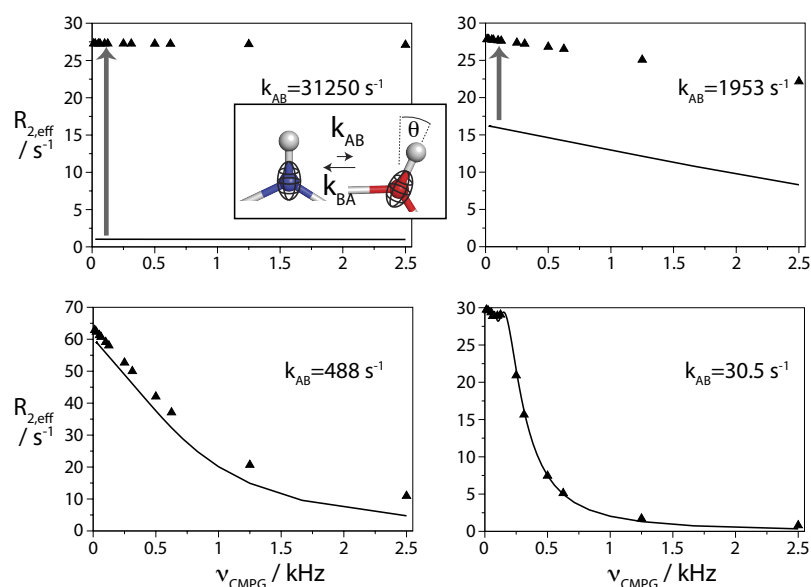 30
25
20
15
10
5
0
R2,eff
/ s-1
kAB=31250 s-1
0 0.5 1 1.5 2 2.5
kAB
kBA
θ
30
25
20
15
10
5
0
kAB=1953 s-1
0 0.5 1 1.5 2 2.5
70
60
50
40
30
20
10
0
R2,eff
/ s-1
kAB=488 s-1
0 0.5 1 1.5 2 2.5
νCMPG / kHz
30
25
20
15
10
5
0
kAB=30.5 s-1
0 0.5 1 1.5 2 2.5
νCMPG / kHz